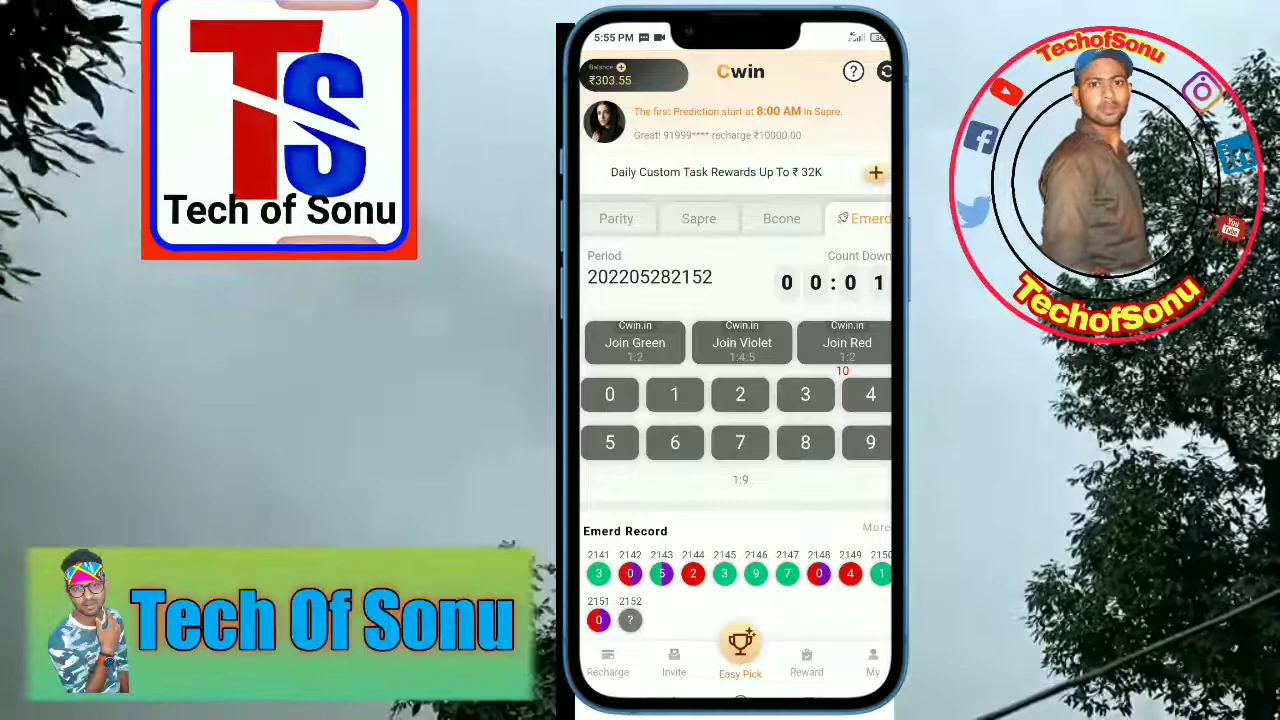 TS
Tech of Sonu
Tech Of Sonu
5:55 PM
Balance
₹303.55
Cwin
?
The first Prediction start at 8:00 AM in Sapre.
Great! 91999**** recharge ₹10000.00
Daily Custom Task Rewards Up To ₹ 32K
+
Parity
Sapre
Bcone
Emerd
Period
Count Down
202205282152
0 0 : 0 1
Cwin.in
Join Green
1:2
Cwin.in
Join Violet
1:4.5
Cwin.in
Join Red
1:2
10
0 1 2 3 4
5 6 7 8 9
1:9
Emerd Record
More
2141 2142 2143 2144 2145 2146 2147 2148 2149 2150
3 0 5 2 3 9 7 0 4 1
2151 2152
0 ?
Recharge
Invite
Easy Pick
Reward
My
TechofSonu
You
Tube
TechofSonu